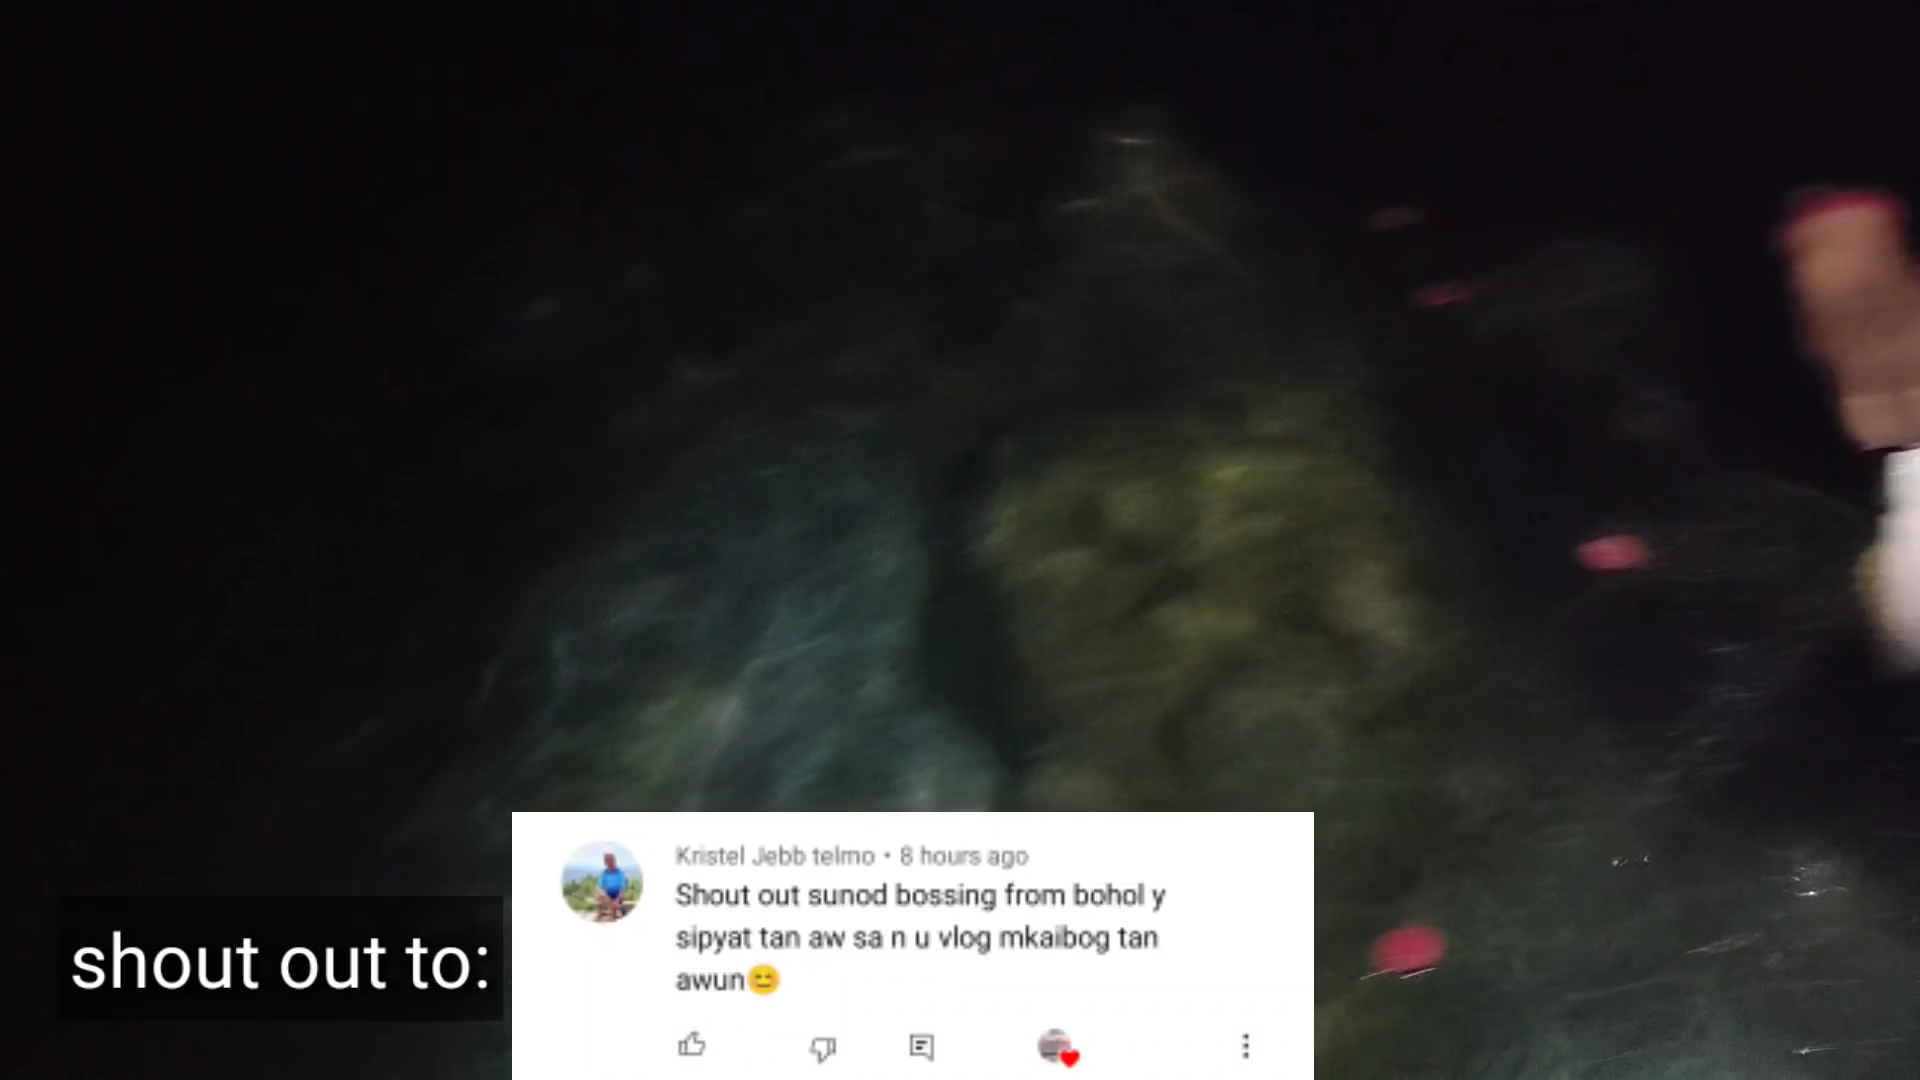 shout out to:
Kristel Jebb telmo • 8 hours ago
Shout out sunod bossing from bohol y
sipyat tan aw sa n u vlog mkaibog tan
awun😊